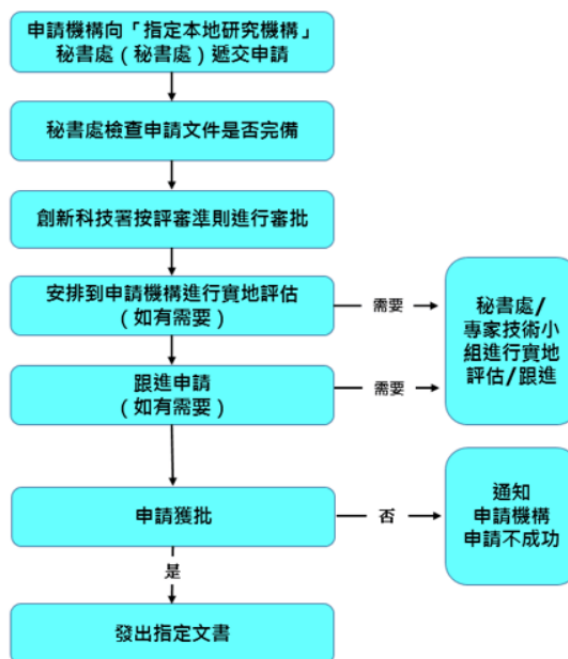 申請機構向「指定本地研究機構」
秘書處（秘書處）遞交申請
秘書處檢查申請文件是否完備
創新科技署按評審準則進行審批
安排到申請機構進行實地評估
（如有需要）
需要
秘書處/
專家技術小
組進行實地
評估/跟進
跟進申請
（如有需要）
需要
申請獲批
否
通知
申請機構
申請不成功
是
發出指定文書